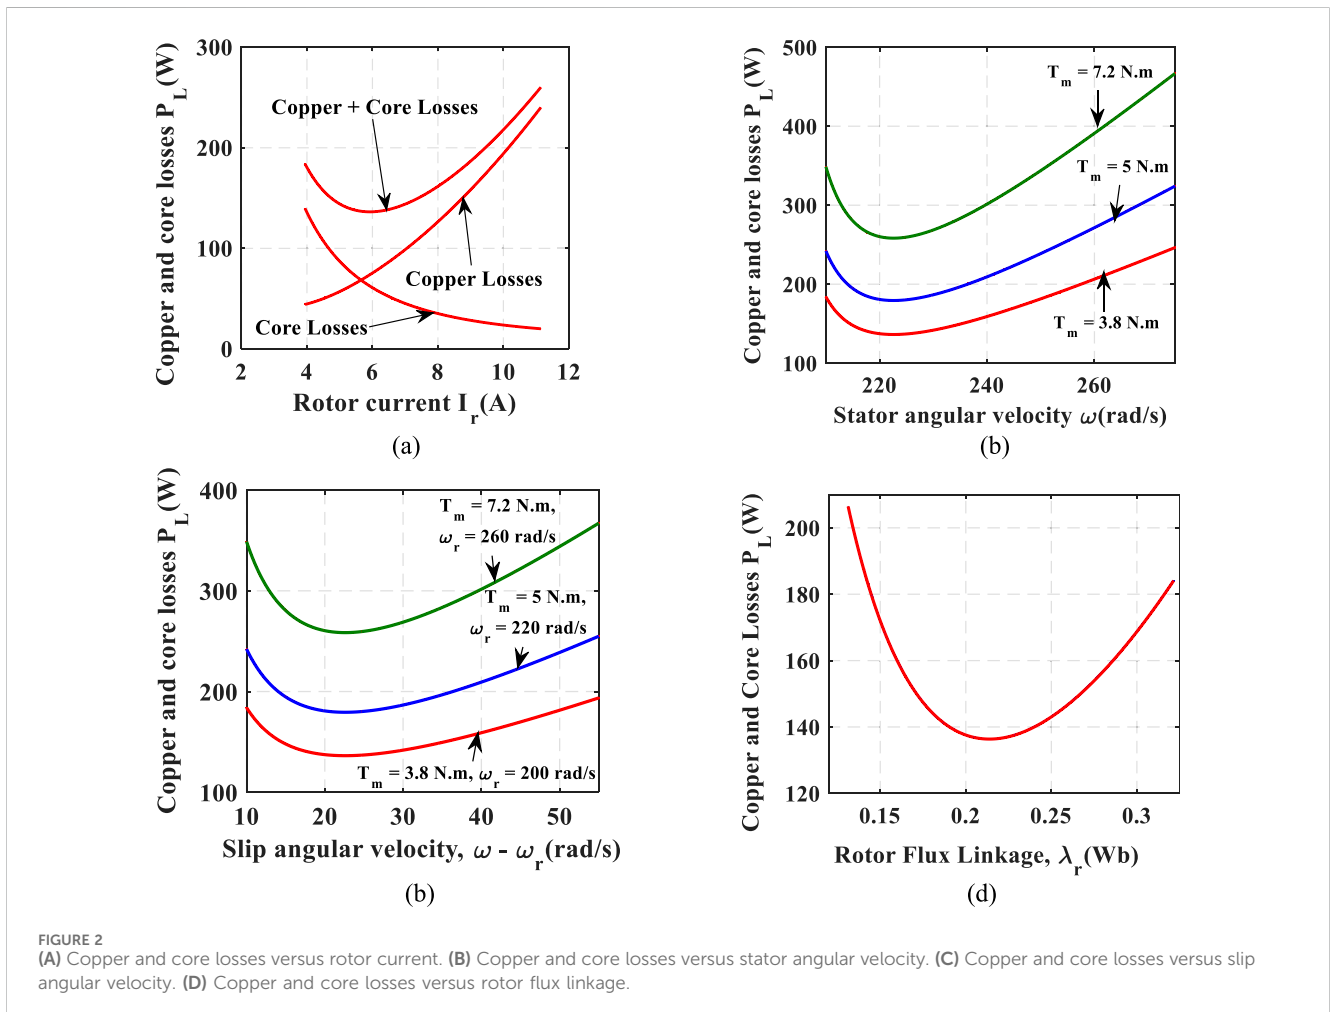 Copper and core losses P_L(W)
300
200
100
0
Copper + Core Losses
Copper Losses
Core Losses
2 4 6 8 10 12
Rotor current I_r(A)
(a)
Copper and core losses P_L(W)
500
400
300
200
100
T_m = 7.2 N.m
T_m = 5 N.m
T_m = 3.8 N.m
220 240 260
Stator angular velocity ω(rad/s)
(b)
Copper and core losses P_L(W)
400
300
200
100
T_m = 7.2 N.m,
ω_r = 260 rad/s
T_m = 5 N.m,
ω_r = 220 rad/s
T_m = 3.8 N.m, ω_r = 200 rad/s
10 20 30 40 50
Slip angular velocity, ω - ω_r(rad/s)
(b)
Copper and Core Losses P_L(W)
200
180
160
140
120
0.15 0.2 0.25 0.3
Rotor Flux Linkage, λ_r(Wb)
(d)
FIGURE 2
(A) Copper and core losses versus rotor current. (B) Copper and core losses versus stator angular velocity. (C) Copper and core losses versus slip
angular velocity. (D) Copper and core losses versus rotor flux linkage.